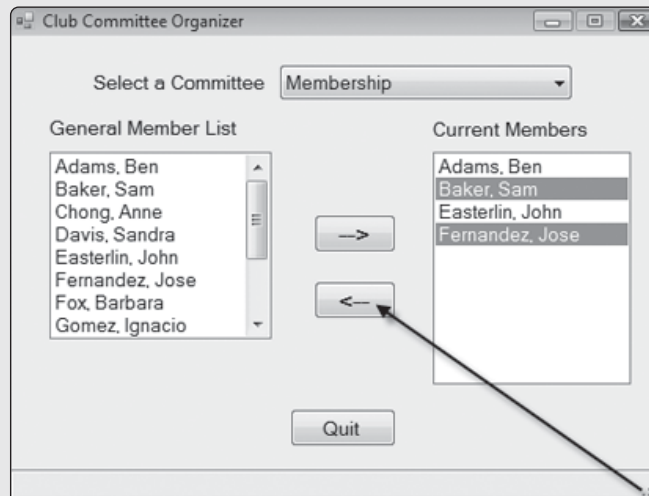 Club Committee Organizer
Select a Committee Membership
General Member List
Adams, Ben
Baker, Sam
Chong, Anne
Davis, Sandra
Easterlin, John
Fernandez, Jose
Fox, Barbara
Gomez, Ignacio
-->
<--
Current Members
Adams, Ben
Baker, Sam
Easterlin, John
Fernandez, Jose
Quit